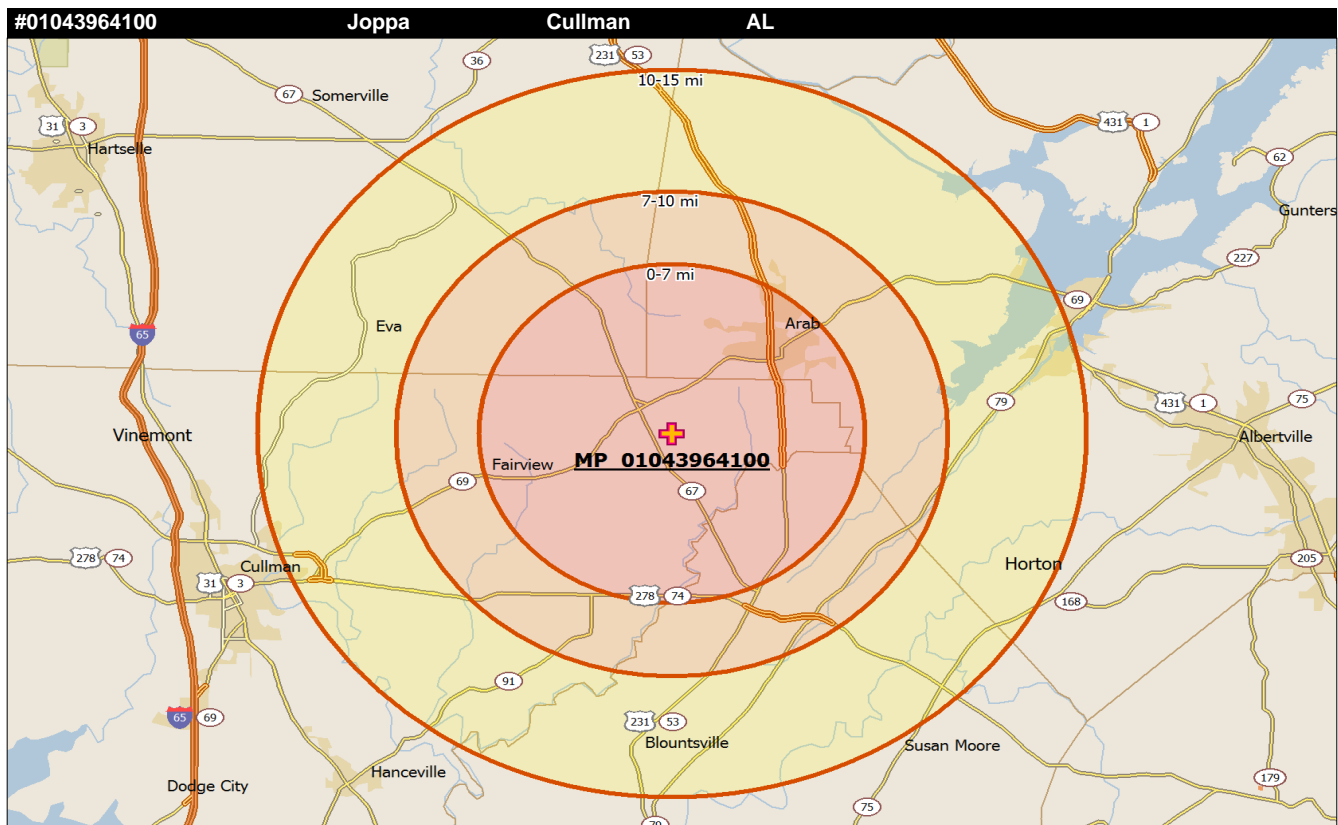 #01043964100 Joppa Cullman AL
231 53
36
10-15 mi
67 Somerville
31 3
431 1
Hartselle
62
7-10 mi
Gunters
227
0-7 mi
69
Eva
Arab
65
431 1
75
79
Vinemont
Albertville
Fairview
MP 01043964100
69
67
278 74
205
Cullman
Horton
31 3
278 74
168
91
65 69
231 53
Blountsville
Susan Moore
Hanceville
179
Dodge City
75
79